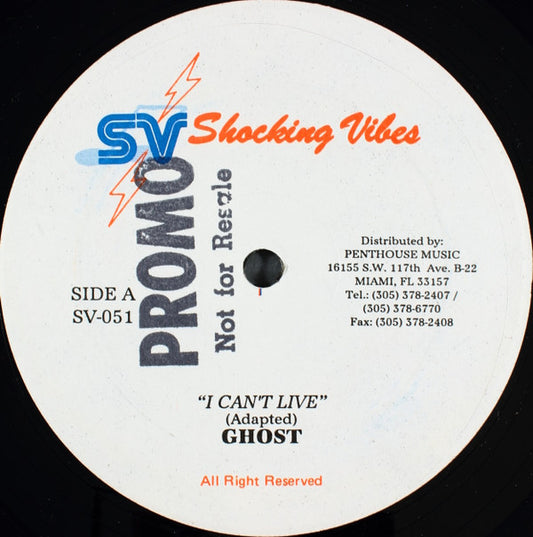 SV Shocking Vibes
PROMO
Not for Resale
SIDE A
SV-051
Distributed by:
PENTHOUSE MUSIC
16155 S.W. 117th Ave. B-22
MIAMI, FL 33157
Tel.: (305) 378-2407 /
(305) 378-6770
Fax: (305) 378-2408
“I CAN'T LIVE”
(Adapted)
GHOST
All Right Reserved